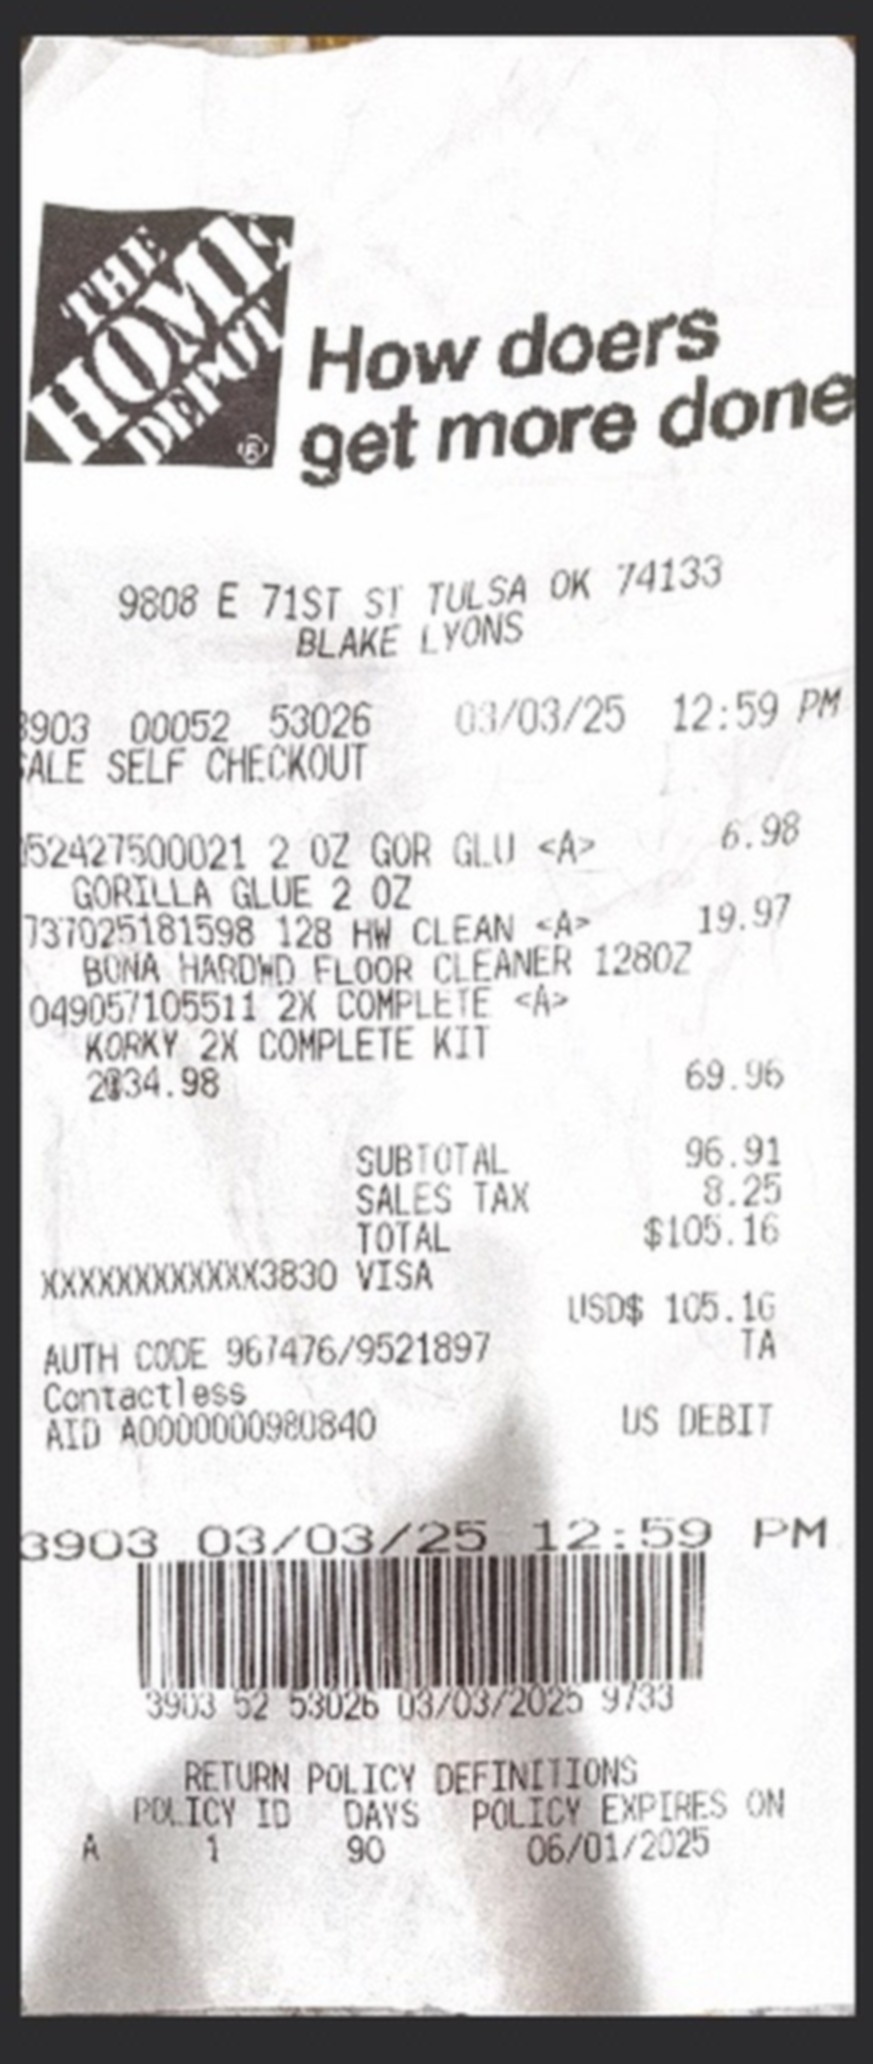 THE
HOME
DEPOT
®
How doers
get more done
9808 E 71ST ST TULSA OK 74133
BLAKE LYONS
3903 00052 53026 03/03/25 12:59 PM
SALE SELF CHECKOUT
052427500021 2 OZ GOR GLU <A> 6.98
GORILLA GLUE 2 OZ
737025181598 128 HW CLEAN <A> 19.97
BONA HARDWD FLOOR CLEANER 128OZ
049057105511 2X COMPLETE <A>
KORKY 2X COMPLETE KIT
2@34.98 69.96
SUBTOTAL 96.91
SALES TAX 8.25
TOTAL $105.16
XXXXXXXXXXXX3830 VISA
USD$ 105.16
AUTH CODE 967476/9521897 TA
Contactless
AID A0000000980840 US DEBIT
3903 03/03/25 12:59 PM
3903 52 53026 03/03/2025 9733
RETURN POLICY DEFINITIONS
POLICY ID DAYS POLICY EXPIRES ON
A 1 90 06/01/2025